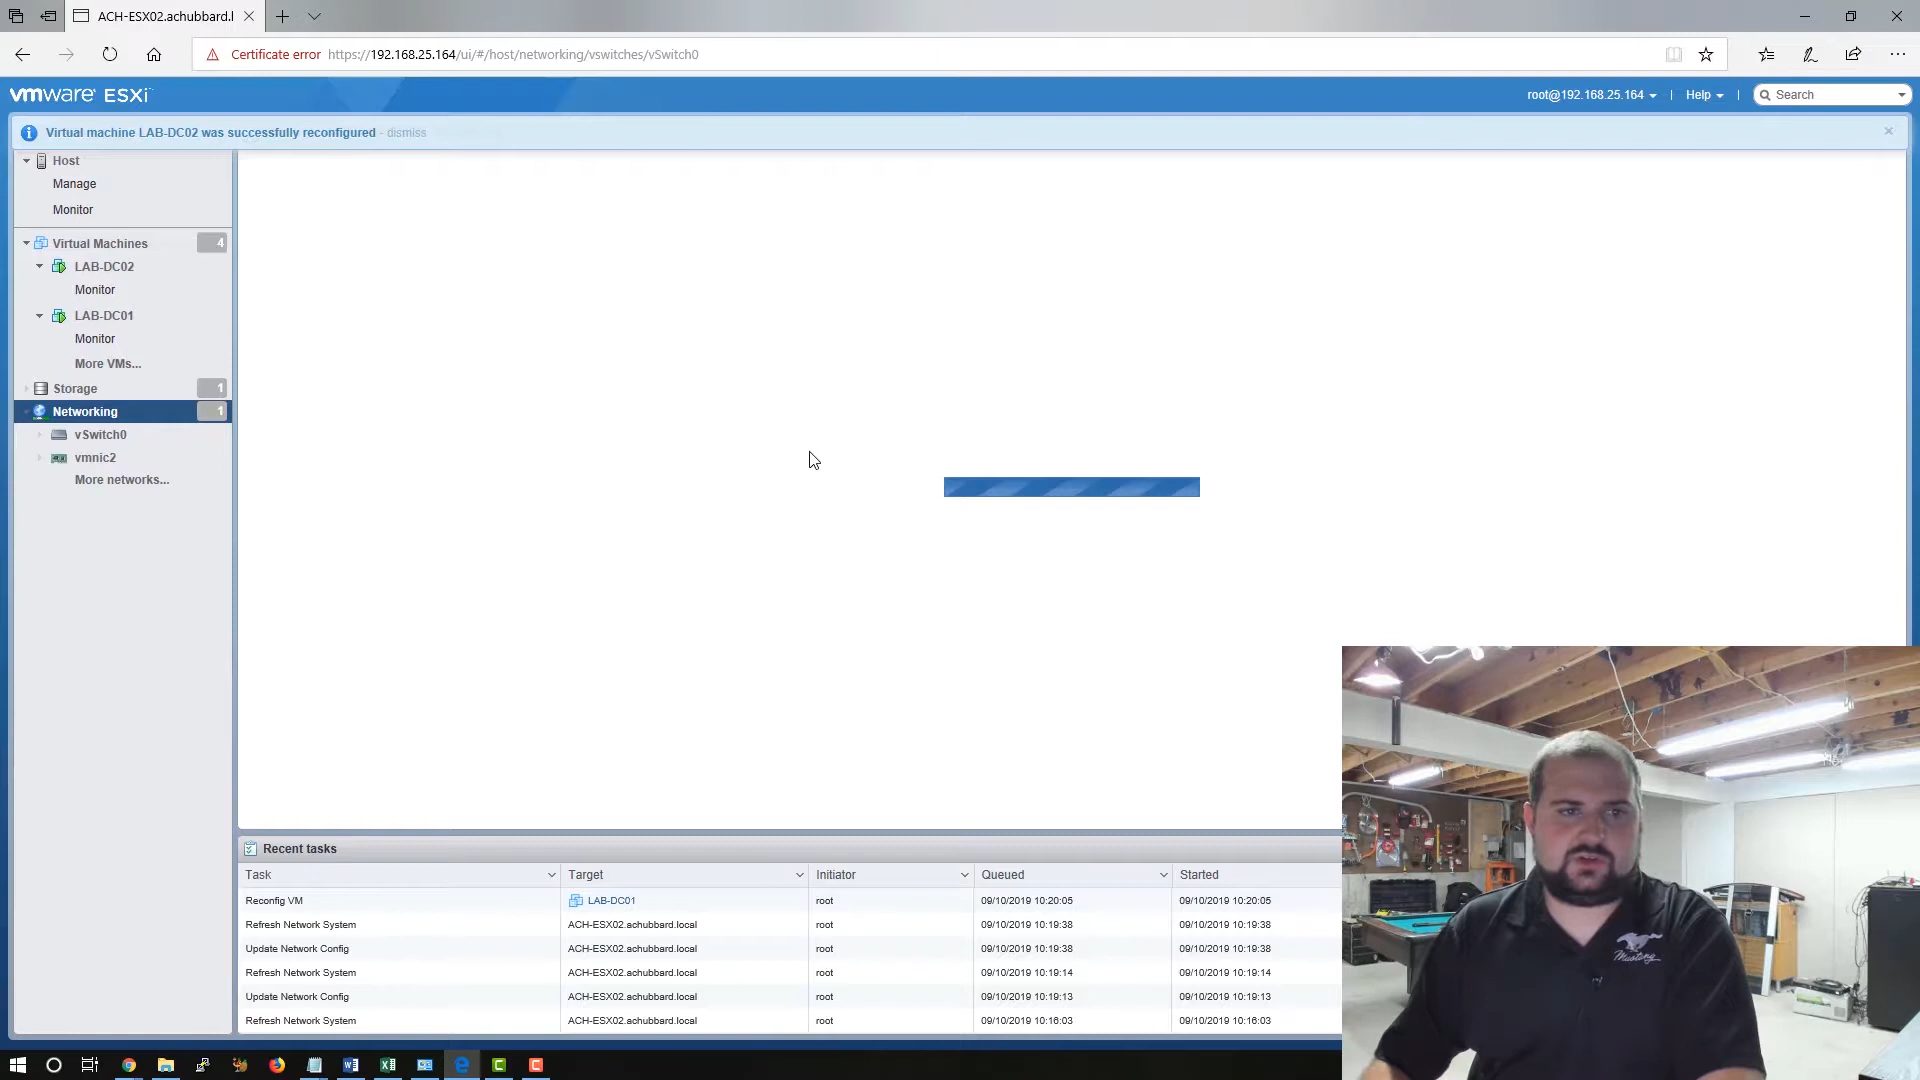 ACH-ESX02.achubbard.l
Certificate error https://192.168.25.164/ui/#/host/networking/vswitches/vSwitch0
vmware ESXi
root@192.168.25.164 | Help | Search
Virtual machine LAB-DC02 was successfully reconfigured - dismiss
Host
Manage
Monitor
Virtual Machines 4
LAB-DC02
Monitor
LAB-DC01
Monitor
More VMs...
Storage 1
Networking 1
vSwitch0
vmnic2
More networks...
Recent tasks
Task Target Initiator Queued Started
Reconfig VM LAB-DC01 root 09/10/2019 10:20:05 09/10/2019 10:20:05
Refresh Network System ACH-ESX02.achubbard.local root 09/10/2019 10:19:38 09/10/2019 10:19:38
Update Network Config ACH-ESX02.achubbard.local root 09/10/2019 10:19:38 09/10/2019 10:19:38
Refresh Network System ACH-ESX02.achubbard.local root 09/10/2019 10:19:14 09/10/2019 10:19:14
Update Network Config ACH-ESX02.achubbard.local root 09/10/2019 10:19:13 09/10/2019 10:19:13
Refresh Network System ACH-ESX02.achubbard.local root 09/10/2019 10:16:03 09/10/2019 10:16:03
Mustang